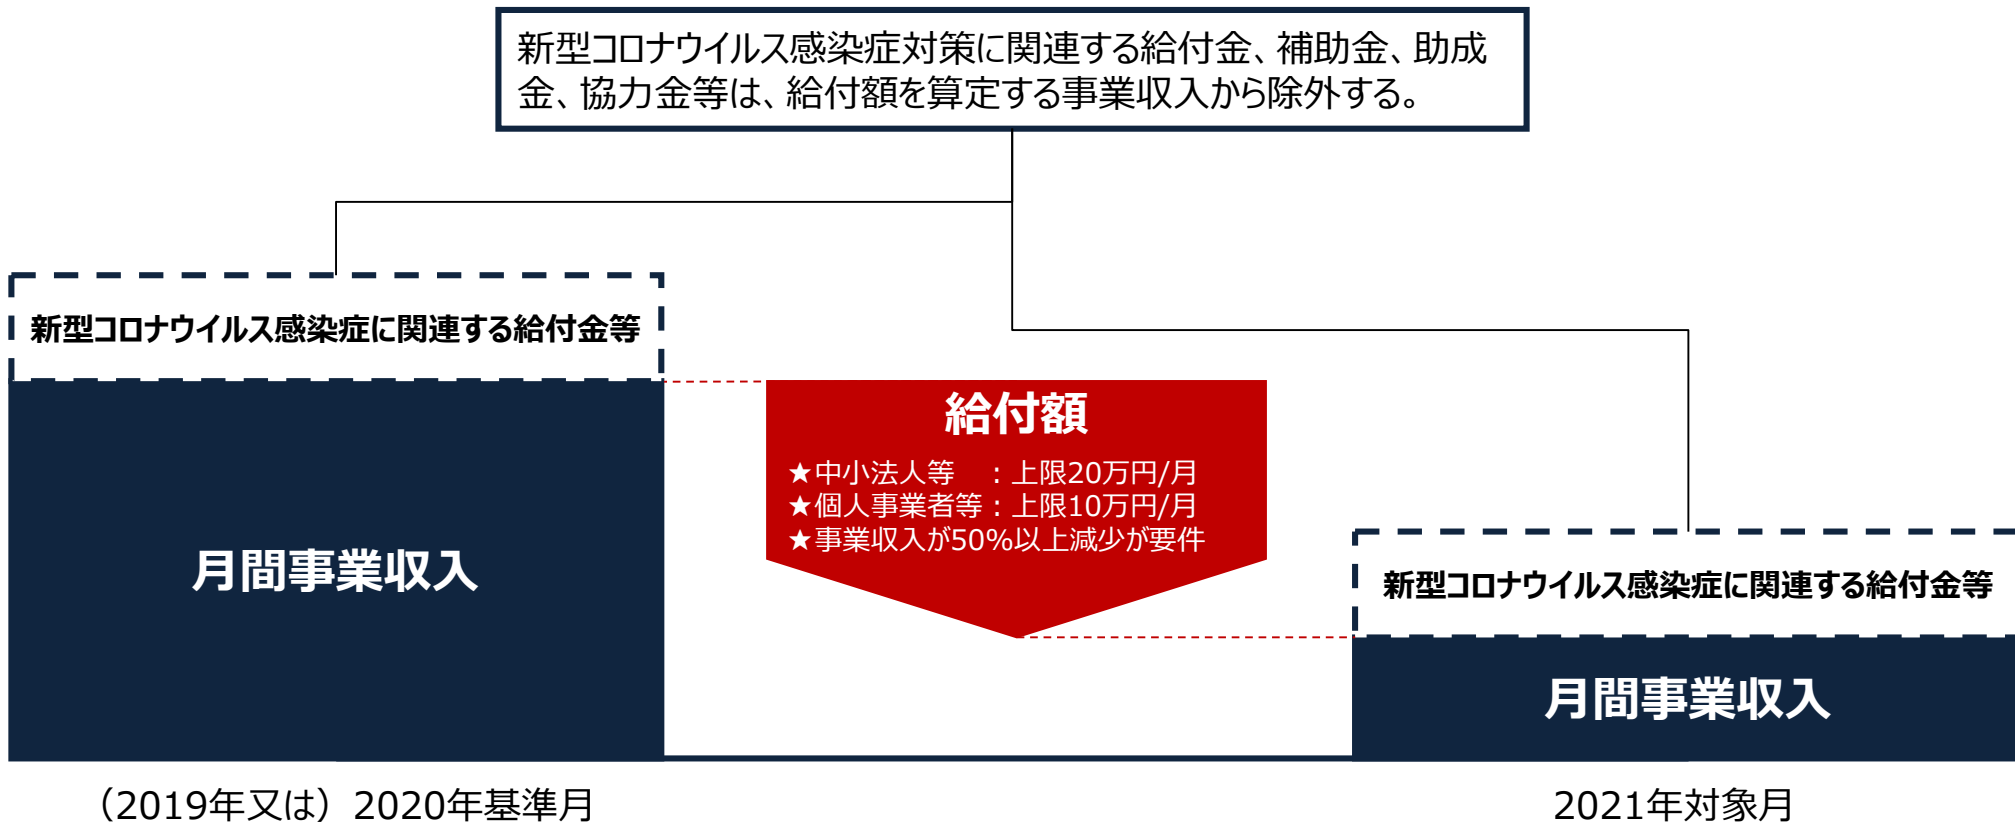 新型コロナウイルス感染症対策に関連する給付金、補助金、助成
金、協力金等は、給付額を算定する事業収入から除外する。
新型コロナウイルス感染症に関連する給付金等
月間事業収入
給付額
★中小法人等　：上限20万円/月
★個人事業者等：上限10万円/月
★事業収入が50%以上減少が要件
新型コロナウイルス感染症に関連する給付金等
月間事業収入
（2019年又は）2020年基準月
2021年対象月